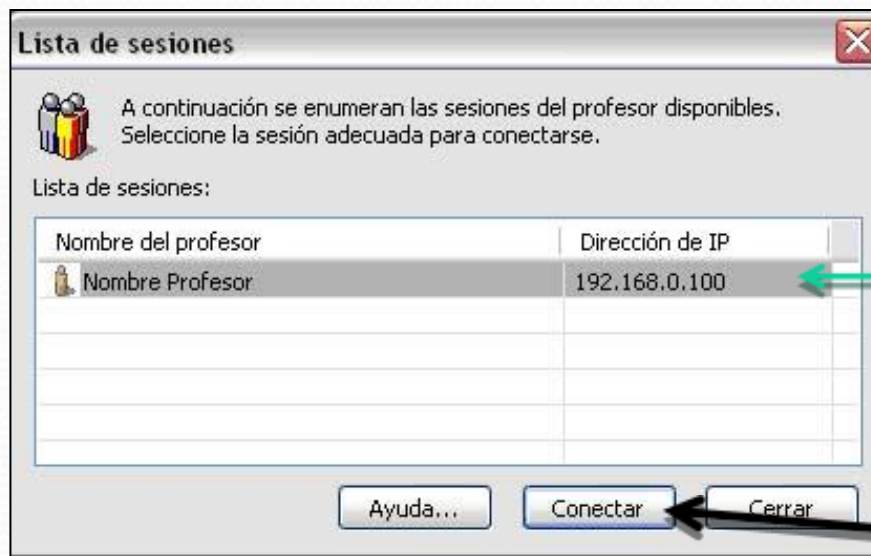 Lista de sesiones
A continuación se enumeran las sesiones del profesor disponibles.
Seleccione la sesión adecuada para conectarse.
Lista de sesiones:
Nombre del profesor Dirección de IP
Nombre Profesor 192.168.0.100
Ayuda... Conectar Cerrar